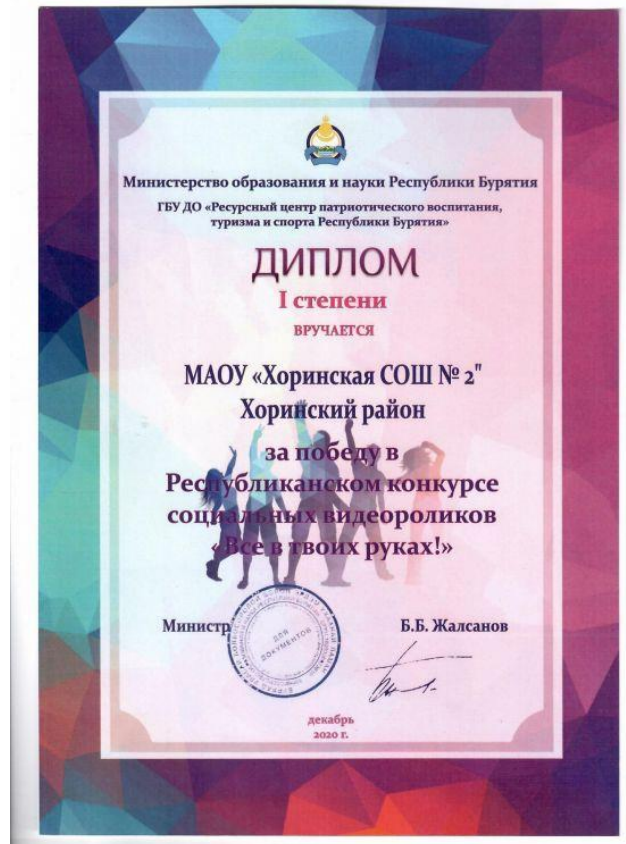 Министерство образования и науки Республики Бурятия
ГБУ ДО «Ресурсный центр патриотического воспитания,
туризма и спорта Республики Бурятия»
ДИПЛОМ
I степени
ВРУЧАЕТСЯ
МАОУ «Хоринская СОШ № 2"
Хоринский район
за победу в
Республиканском конкурсе
социальных видеороликов
«Все в твоих руках!»
Министр
Б.Б. Жалсанов
ДЛЯ
ДОКУМЕНТОВ
декабрь
2020 г.